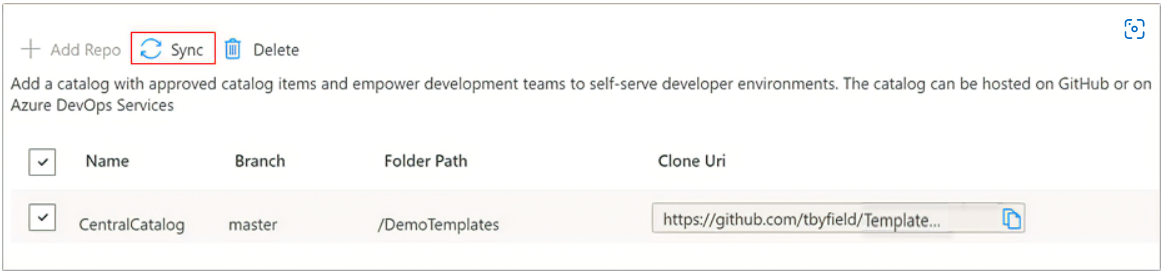 Add Repo Sync Delete
Add a catalog with approved catalog items and empower development teams to self-serve developer environments. The catalog can be hosted on GitHub or on
Azure DevOps Services
Name Branch Folder Path Clone Uri
CentralCatalog master /DemoTemplates https://github.com/tbyfield/Template...